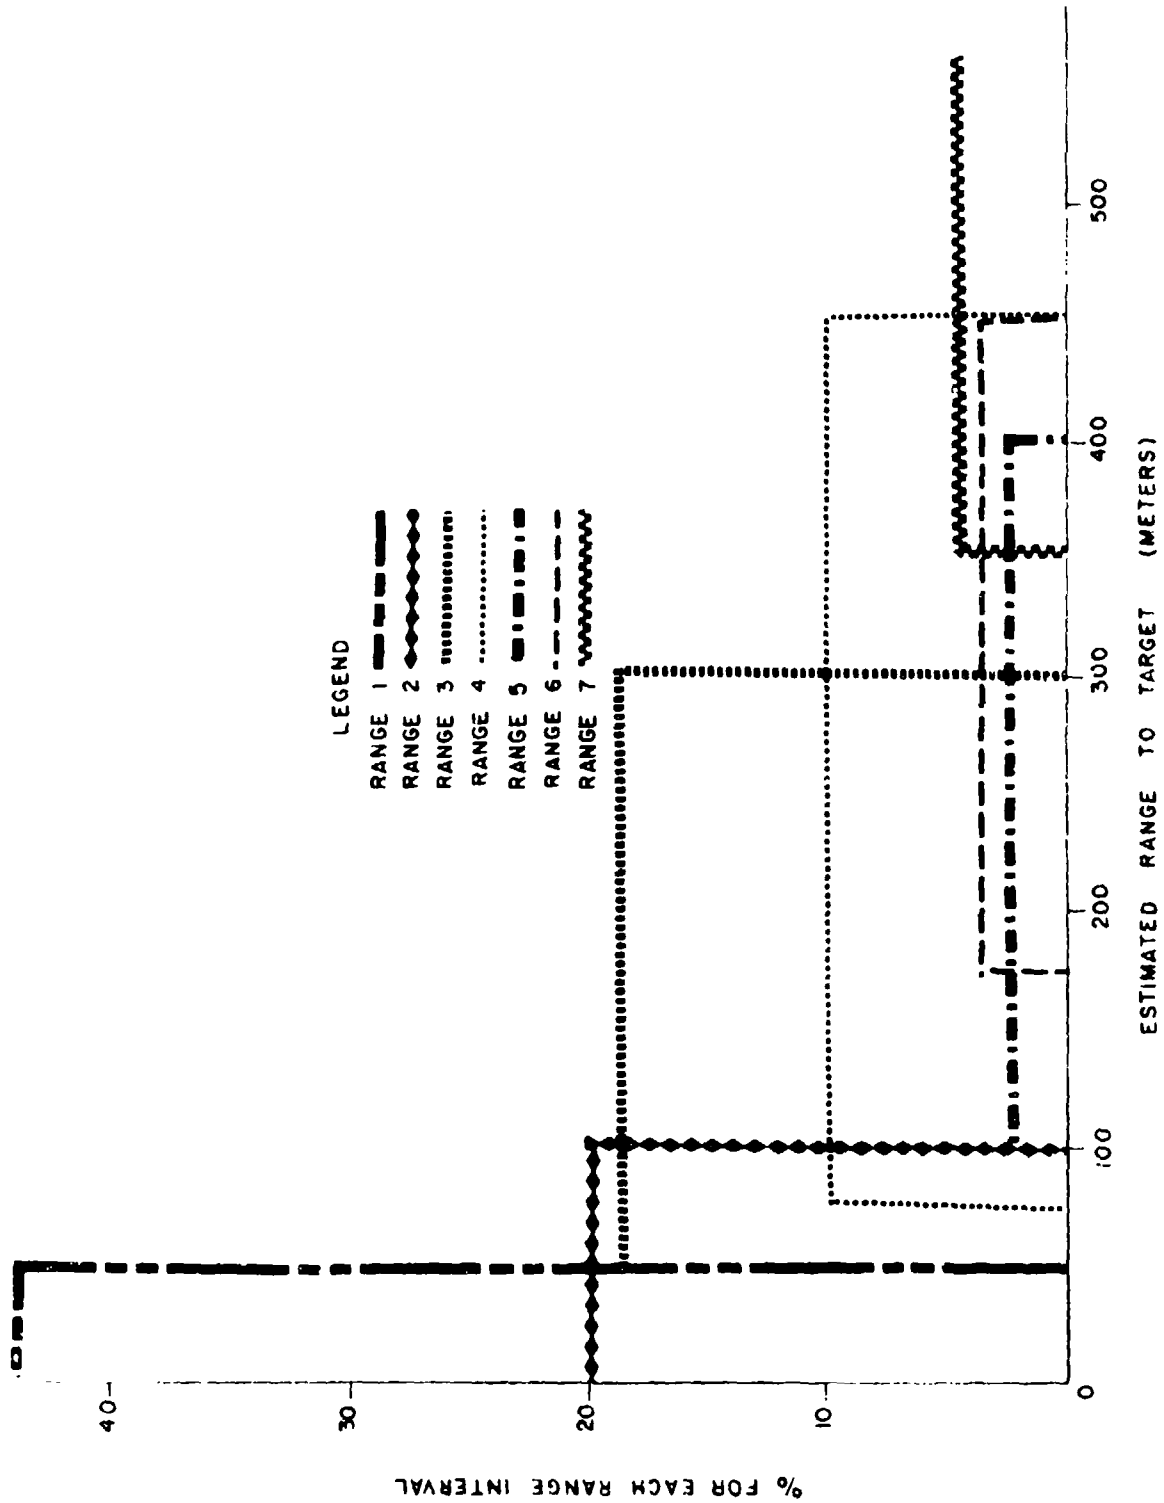 % FOR EACH RANGE INTERVAL
40
30
20
10
0
LEGEND
RANGE 1
RANGE 2
RANGE 3
RANGE 4
RANGE 5
RANGE 6
RANGE 7
100
200
300
400
500
ESTIMATED RANGE TO TARGET (METERS)